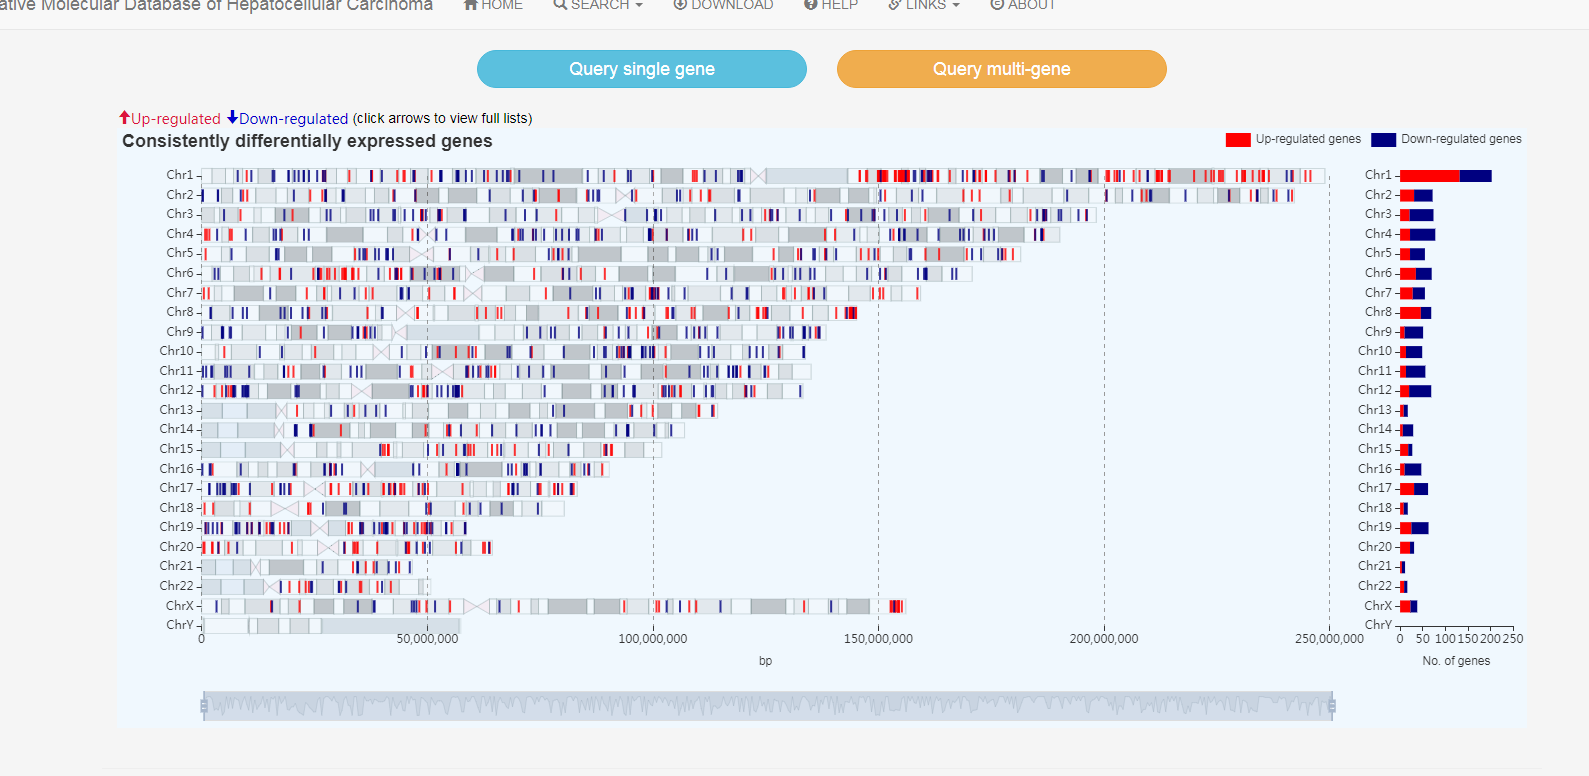 ative Molecular Database of Hepatocellular Carcinoma HOME SEARCH DOWNLOAD HELP LINKS ABOUT
Query single gene Query multi-gene
Up-regulated Down-regulated (click arrows to view full lists)
Consistently differentially expressed genes
Up-regulated genes Down-regulated genes
Chr1 Chr1
Chr2 Chr2
Chr3 Chr3
Chr4 Chr4
Chr5 Chr5
Chr6 Chr6
Chr7 Chr7
Chr8 Chr8
Chr9 Chr9
Chr10 Chr10
Chr11 Chr11
Chr12 Chr12
Chr13 Chr13
Chr14 Chr14
Chr15 Chr15
Chr16 Chr16
Chr17 Chr17
Chr18 Chr18
Chr19 Chr19
Chr20 Chr20
Chr21 Chr21
Chr22 Chr22
ChrX ChrX
ChrY ChrY
0 50,000,000 100,000,000 150,000,000 200,000,000 250,000,000 0 50 100 150 200 250
bp No. of genes